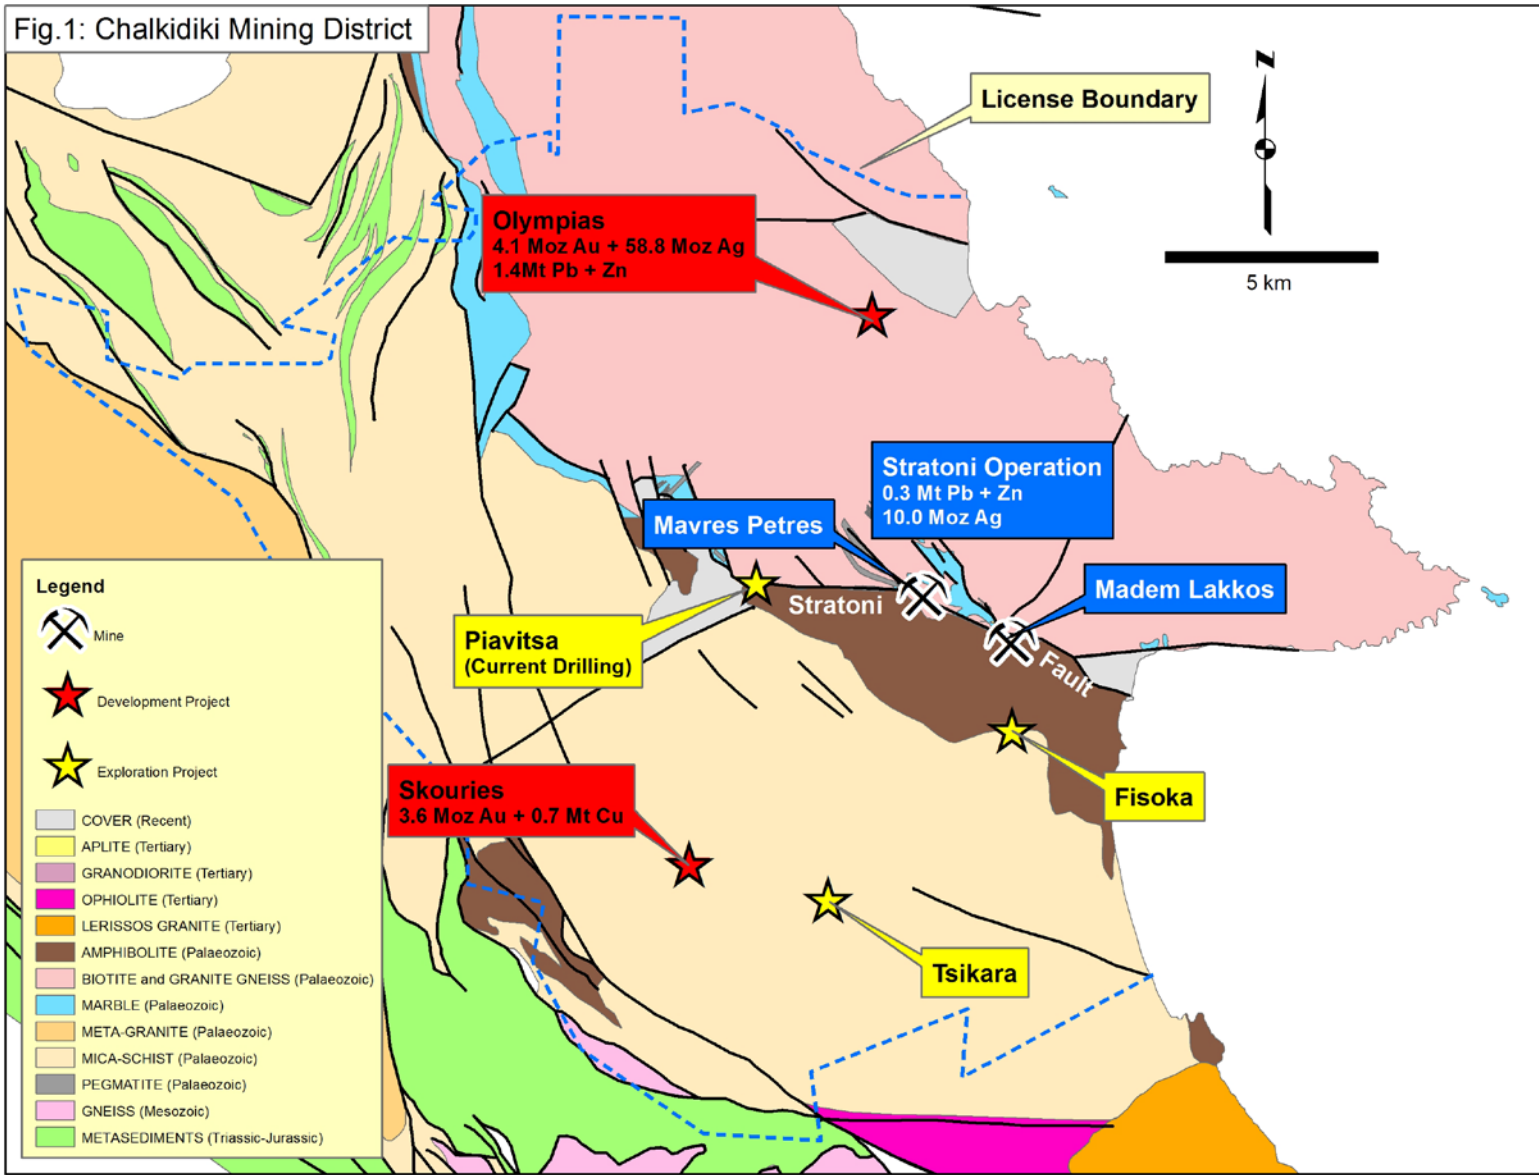 Fig.1: Chalkidiki Mining District
License Boundary
N
5 km
Olympias
4.1 Moz Au + 58.8 Moz Ag
1.4Mt Pb + Zn
Stratoni Operation
0.3 Mt Pb + Zn
10.0 Moz Ag
Mavres Petres
Madem Lakkos
Stratoni
Fault
Piavitsa
(Current Drilling)
Fisoka
Skouries
3.6 Moz Au + 0.7 Mt Cu
Tsikara
Legend
Mine
Development Project
Exploration Project
COVER (Recent)
APLITE (Tertiary)
GRANODIORITE (Tertiary)
OPHIOLITE (Tertiary)
LERISSOS GRANITE (Tertiary)
AMPHIBOLITE (Palaeozoic)
BIOTITE and GRANITE GNEISS (Palaeozoic)
MARBLE (Palaeozoic)
META-GRANITE (Palaeozoic)
MICA-SCHIST (Palaeozoic)
PEGMATITE (Palaeozoic)
GNEISS (Mesozoic)
METASEDIMENTS (Triassic-Jurassic)